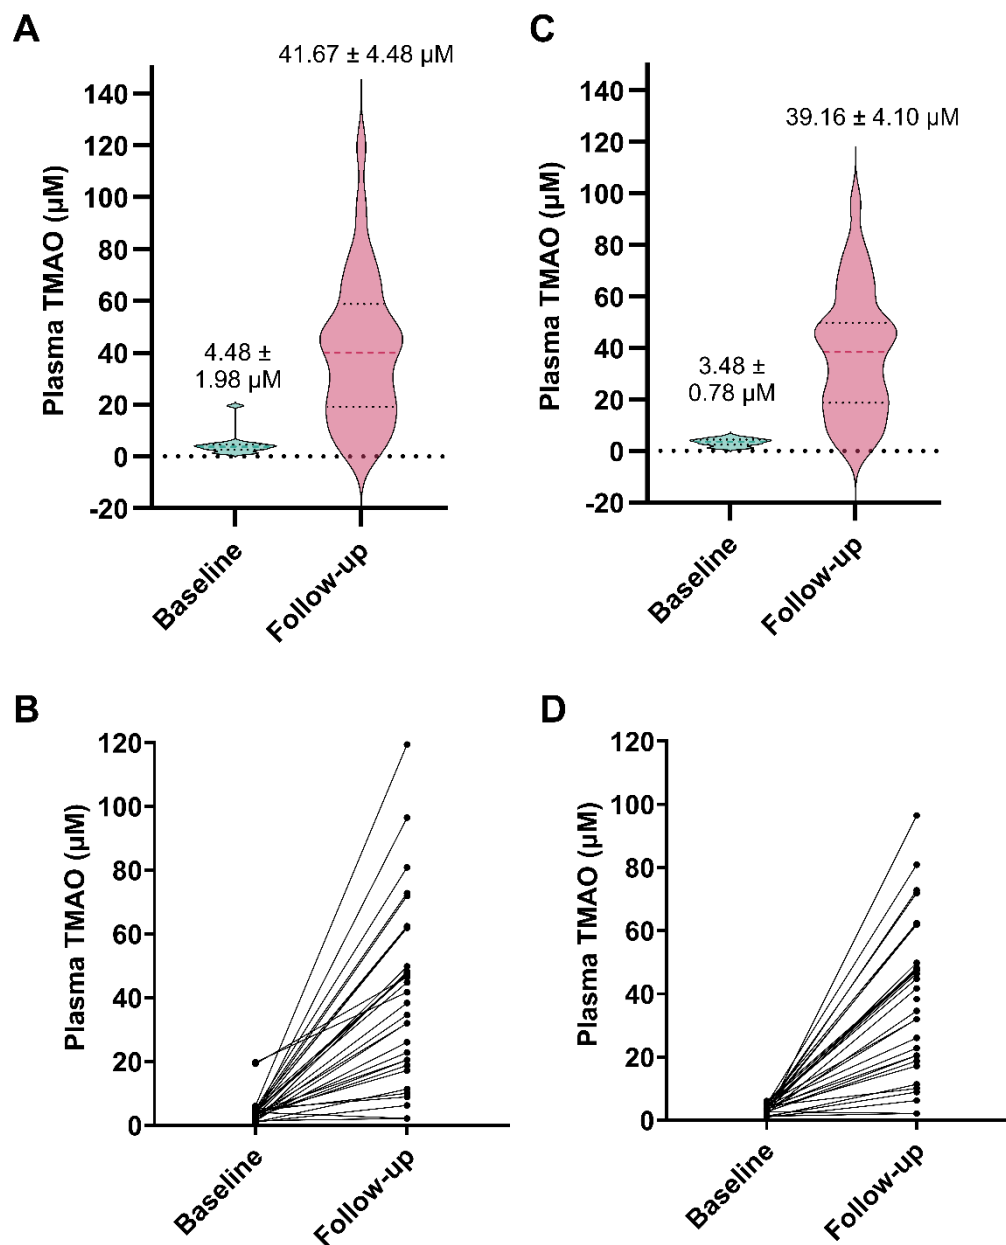 A
41.67 ± 4.48 µM
140
120
100
80
60
40
20
0
-20
Plasma TMAO (µM)
4.48 ±
1.98 µM
Baseline
Follow-up
C
39.16 ± 4.10 µM
140
120
100
80
60
40
20
0
-20
Plasma TMAO (µM)
3.48 ±
0.78 µM
Baseline
Follow-up
B
120
100
80
60
40
20
0
Plasma TMAO (µM)
Baseline
Follow-up
D
120
100
80
60
40
20
0
Plasma TMAO (µM)
Baseline
Follow-up